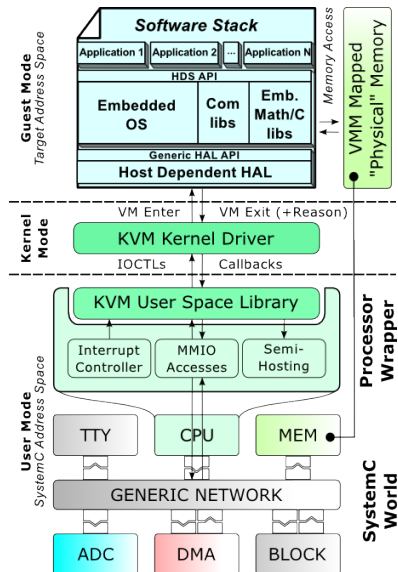 Software Stack
Application 1 Application 2 ... Application N
HDS API
Embedded
OS
Com
libs
Emb.
Math/C
libs
Generic HAL API
Host Dependent HAL
Guest Mode
Target Address Space
Memory Access
VMM Mapped
"Physical" Memory
VM Enter VM Exit (+Reason)
Kernel
Mode
KVM Kernel Driver
IOCTLs Callbacks
KVM User Space Library
Interrupt
Controller
MMIO
Accesses
Semi-
Hosting
Processor
Wrapper
User Mode
SystemC Address Space
TTY CPU MEM
GENERIC NETWORK
ADC DMA BLOCK
SystemC
World